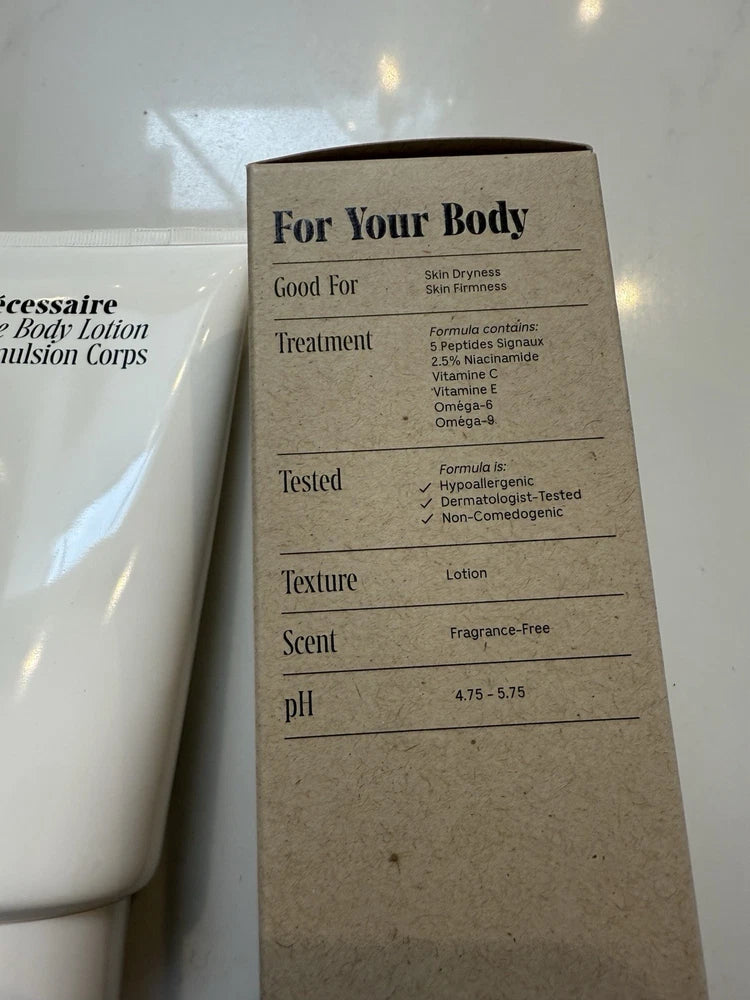 écessaire
e Body Lotion
mulsion Corps
For Your Body
Good For
Skin Dryness
Skin Firmness
Treatment
Formula contains:
5 Peptides Signaux
2.5% Niacinamide
Vitamine C
Vitamine E
Oméga-6
Oméga-9
Tested
Formula is:
✓ Hypoallergenic
✓ Dermatologist-Tested
✓ Non-Comedogenic
Texture
Lotion
Scent
Fragrance-Free
pH
4.75 - 5.75